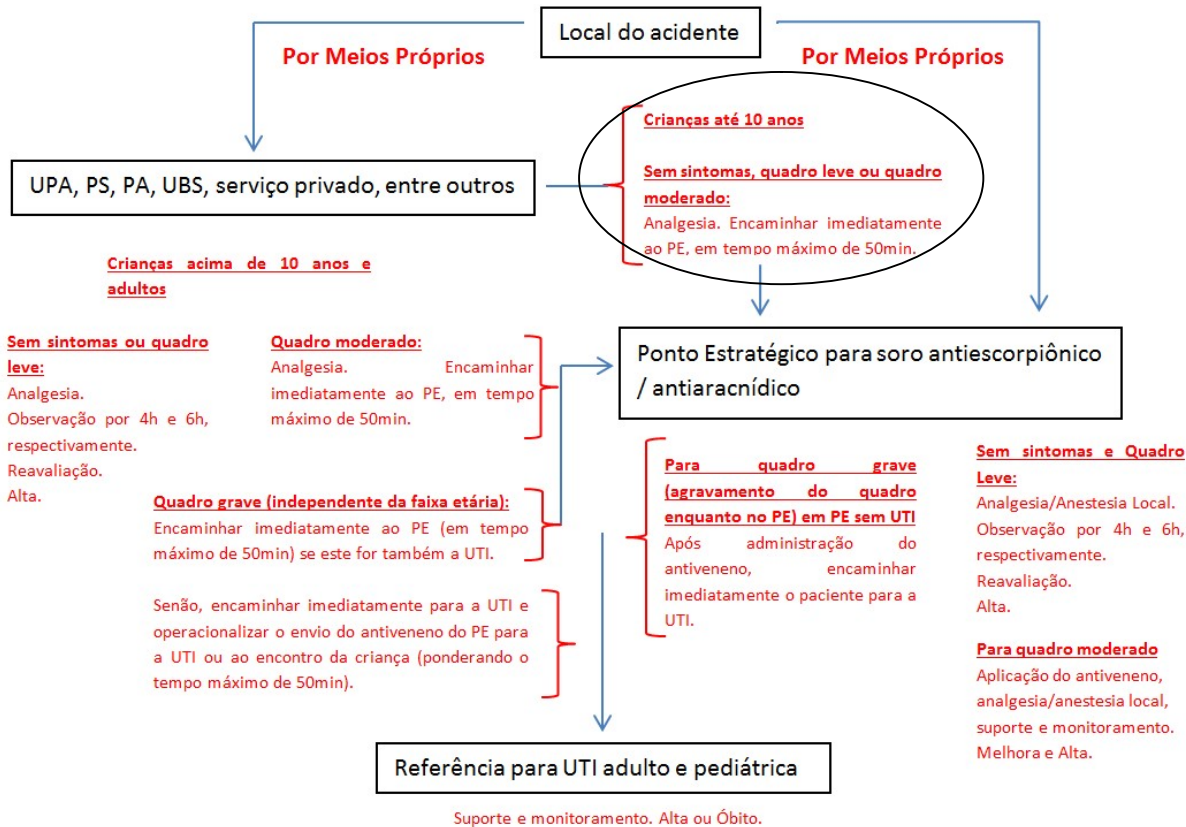 Local do acidente
Por Meios Próprios
Por Meios Próprios
Crianças até 10 anos
Sem sintomas, quadro leve ou quadro
moderado:
Analgesia. Encaminhar imediatamente
ao PE, em tempo máximo de 50min.
UPA, PS, PA, UBS, serviço privado, entre outros
Crianças acima de 10 anos e
adultos
Sem sintomas ou quadro
leve:
Analgesia.
Observação por 4h e 6h,
respectivamente.
Reavaliação.
Alta.
Quadro moderado:
Analgesia. Encaminhar
imediatamente ao PE, em tempo
máximo de 50min.
Ponto Estratégico para soro antiescorpiônico
/ antiaracnídico
Quadro grave (independente da faixa etária):
Encaminhar imediatamente ao PE (em tempo
máximo de 50min) se este for também a UTI.
Senão, encaminhar imediatamente para a UTI e
operacionalizar o envio do antiveneno do PE para
a UTI ou ao encontro da criança (ponderando o
tempo máximo de 50min).
Para quadro grave
(agravamento do quadro
enquanto no PE) em PE sem UTI
Após administração do
antiveneno, encaminhar
imediatamente o paciente para a
UTI.
Sem sintomas e Quadro
Leve:
Analgesia/Anestesia Local.
Observação por 4h e 6h,
respectivamente.
Reavaliação.
Alta.
Para quadro moderado
Aplicação do antiveneno,
analgesia/anestesia local,
suporte e monitoramento.
Melhora e Alta.
Referência para UTI adulto e pediátrica
Suporte e monitoramento. Alta ou Óbito.